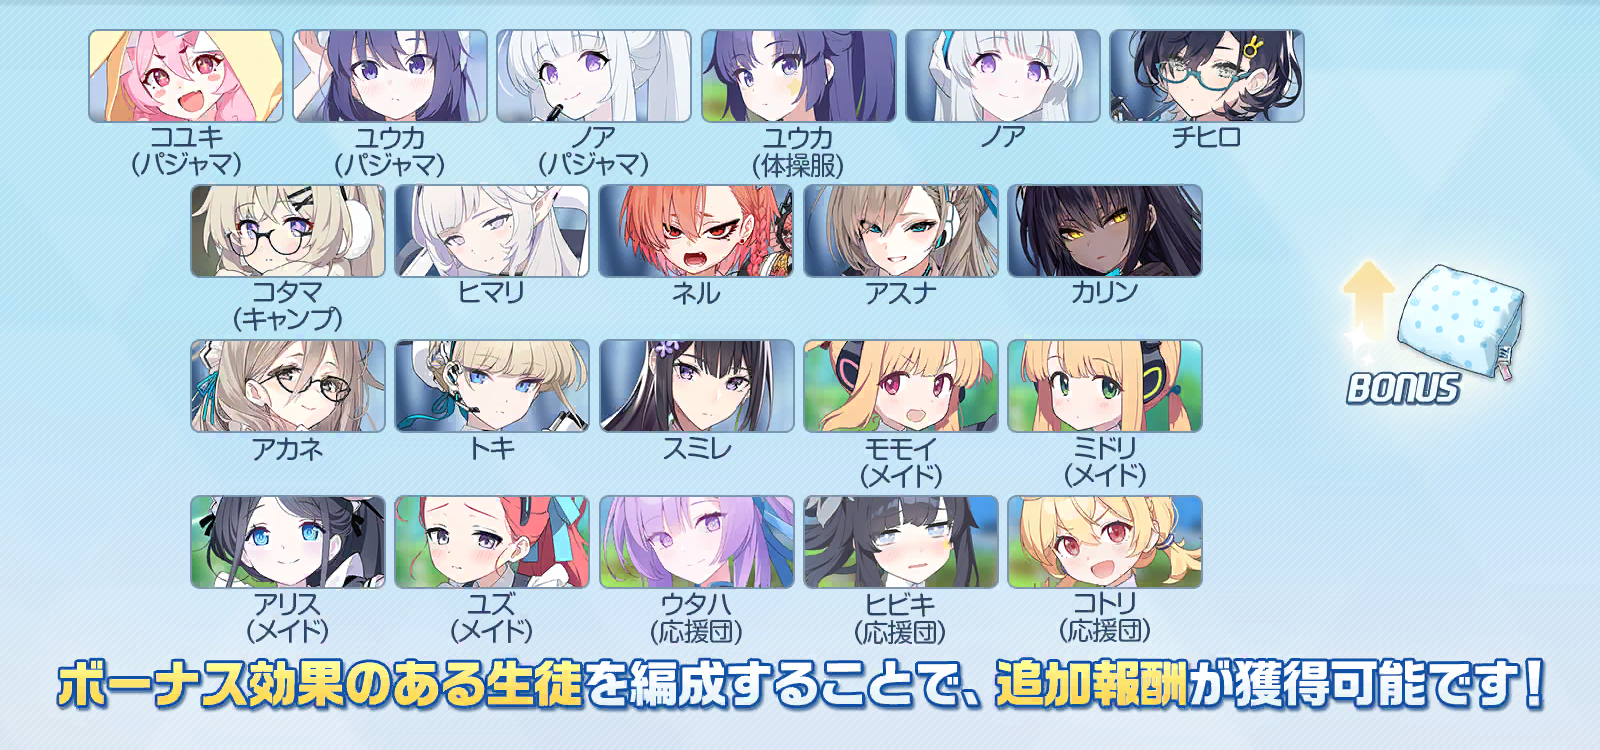 コユキ
(パジャマ)
ユウカ
(パジャマ)
ノア
(パジャマ)
ユウカ
(体操服)
ノア
チヒロ
コタマ
(キャンプ)
ヒマリ
ネル
アスナ
カリン
アカネ
トキ
スミレ
モモイ
(メイド)
ミドリ
(メイド)
BONUS
アリス
(メイド)
ユズ
(メイド)
ウタハ
(応援団)
ヒビキ
(応援団)
コトリ
(応援団)
ボーナス効果のある生徒を編成することで、追加報酬が獲得可能です!